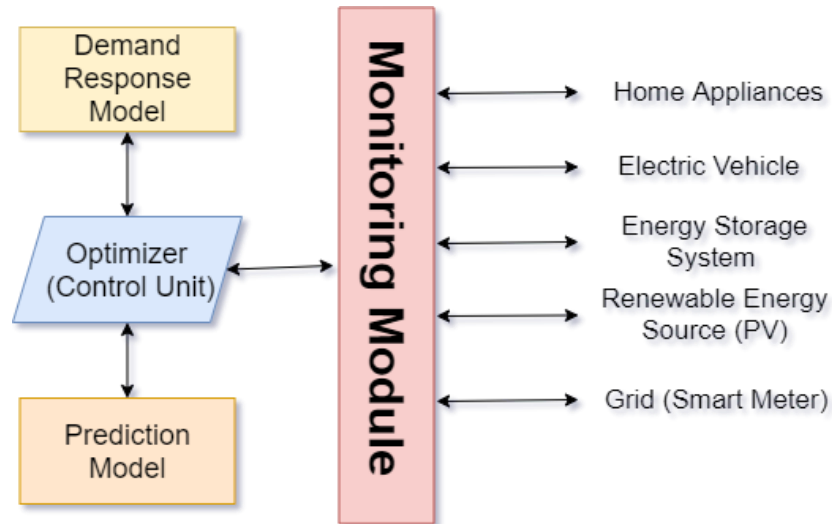 Demand
Response
Model
Optimizer
(Control Unit)
Prediction
Model
Monitoring Module
Home Appliances
Electric Vehicle
Energy Storage
System
Renewable Energy
Source (PV)
Grid (Smart Meter)